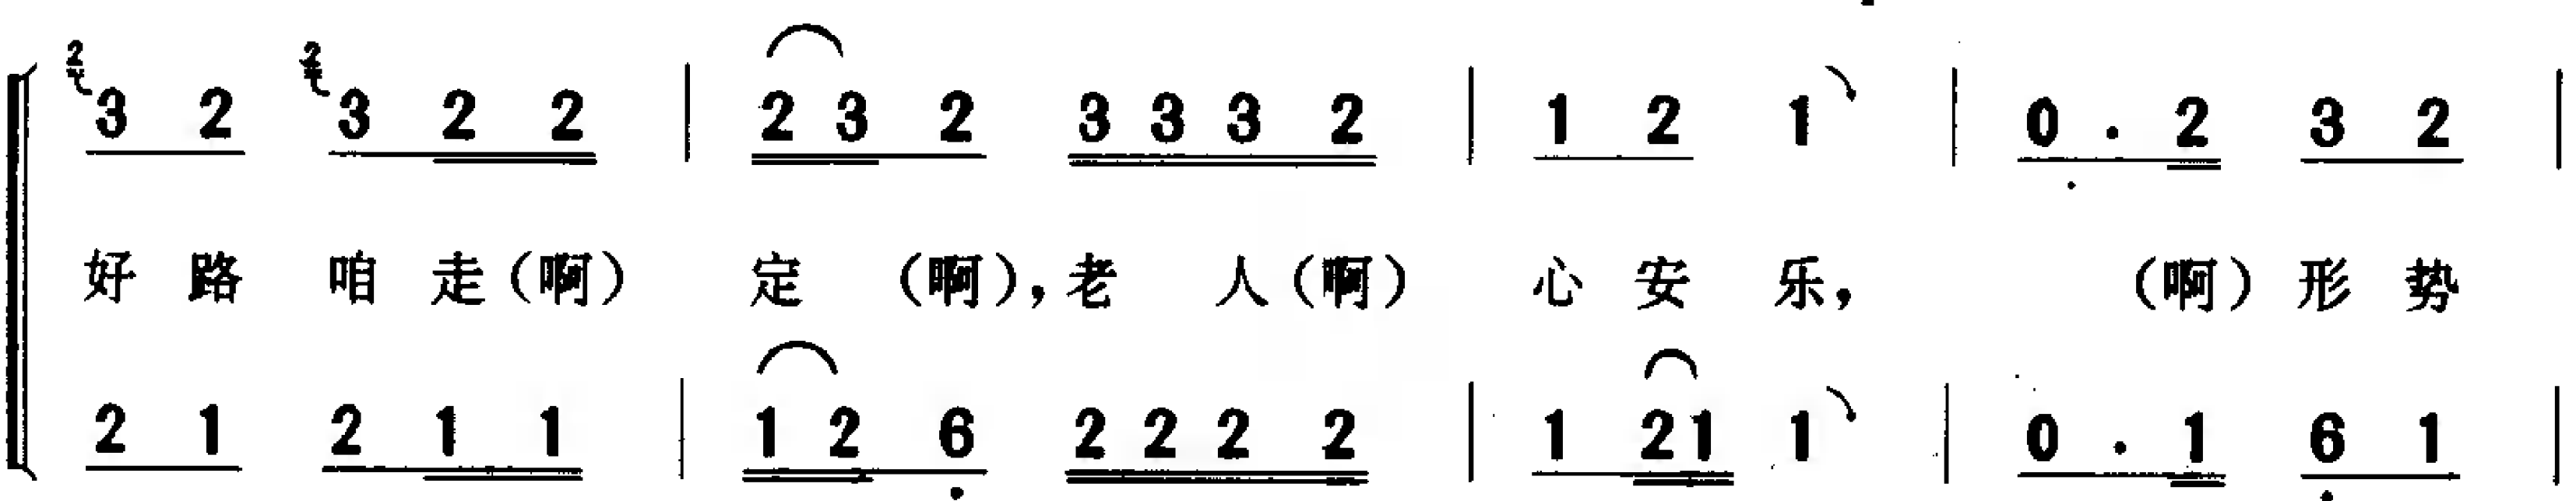 3 2 3 2 2 | 2 3 2 3 3 3 2 | 1 2 1 | 0 . 2 3 2 |
好 路 咱 走(啊) 定 (啊),老 人(啊) 心 安 乐, (啊)形 势
2 1 2 1 1 | 1 2 6 2 2 2 2 | 1 2 1 1 | 0 . 1 6 1 |